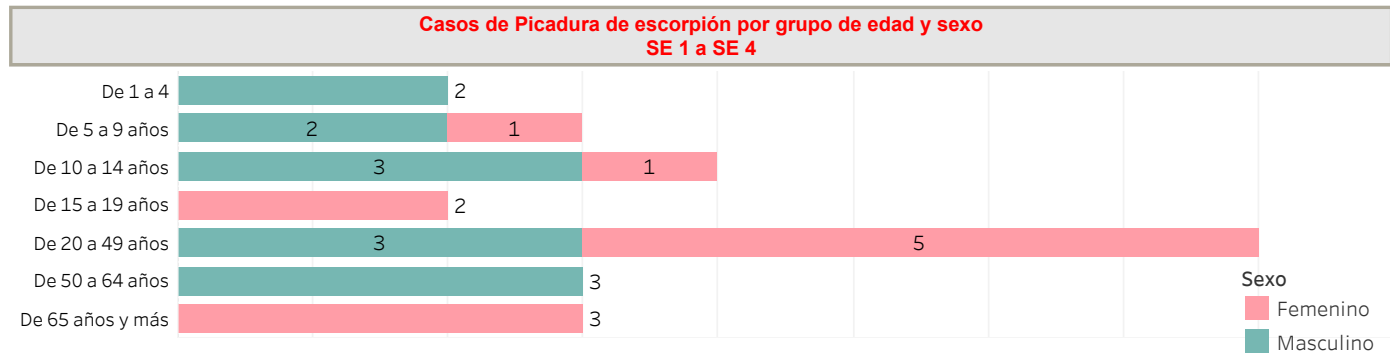 Casos de Picadura de escorpión por grupo de edad y sexo
SE 1 a SE 4
De 1 a 4 2
De 5 a 9 años 2 1
De 10 a 14 años 3 1
De 15 a 19 años 2
De 20 a 49 años 3 5
De 50 a 64 años 3
De 65 años y más 3
Sexo
Femenino
Masculino